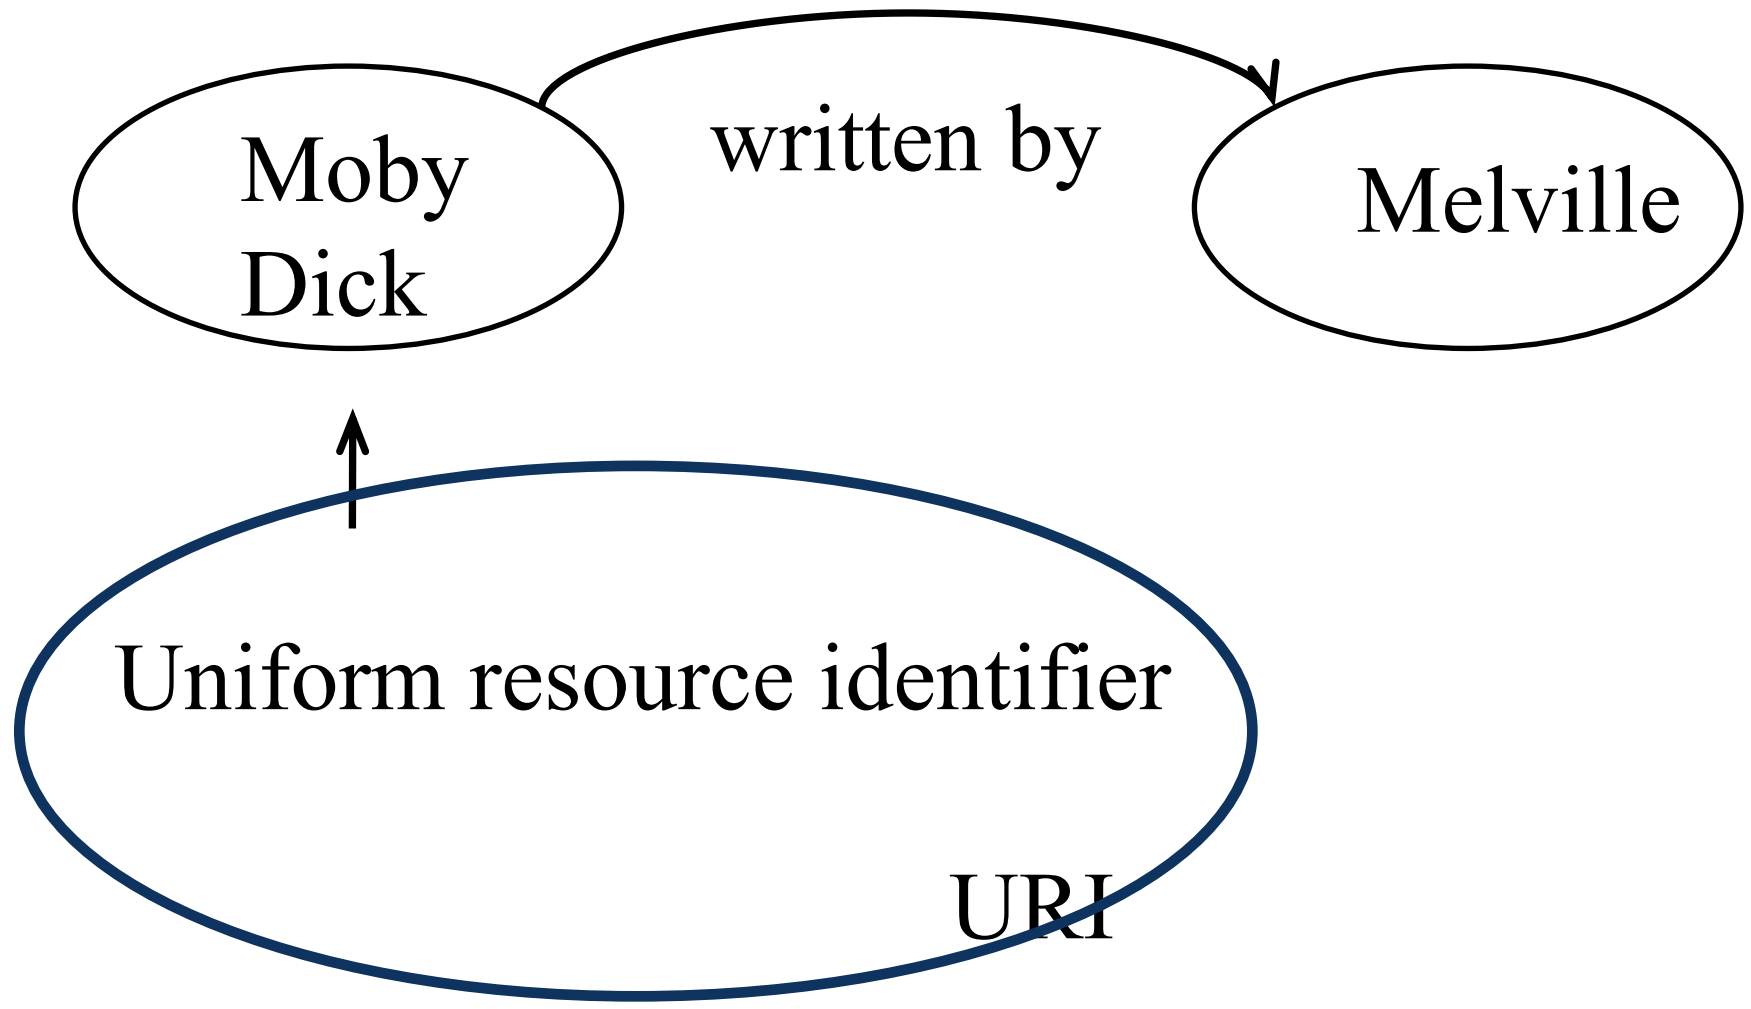 written by
Moby
Dick
Melville
Uniform resource identifier
URI